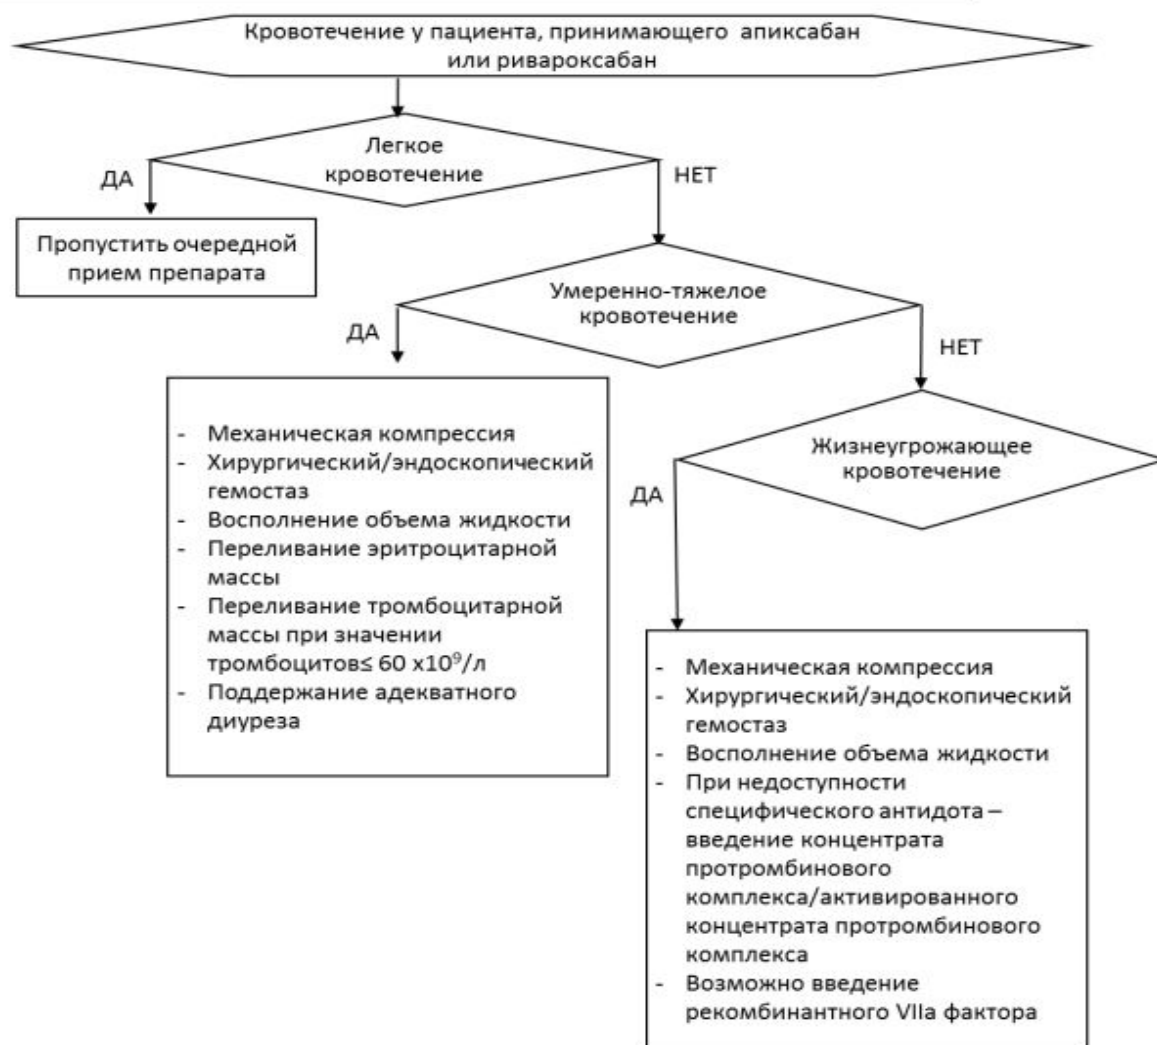 Кровотечение у пациента, принимающего апиксабан
или ривароксабан
Легкое
кровотечение
ДА
НЕТ
Пропустить очередной
прием препарата
Умеренно-тяжелое
кровотечение
ДА
НЕТ
- Механическая компрессия
- Хирургический/эндоскопический
гемостаз
- Восполнение объема жидкости
- Переливание эритроцитарной
массы
- Переливание тромбоцитарной
массы при значении
тромбоцитов≤ 60 x10⁹/л
- Поддержание адекватного
диуреза
Жизнеугрожающее
кровотечение
ДА
- Механическая компрессия
- Хирургический/эндоскопический
гемостаз
- Восполнение объема жидкости
- При недоступности
специфического антидота –
введение концентрата
протромбинового
комплекса/активированного
концентрата протромбинового
комплекса
- Возможно введение
рекомбинантного VIIa фактора